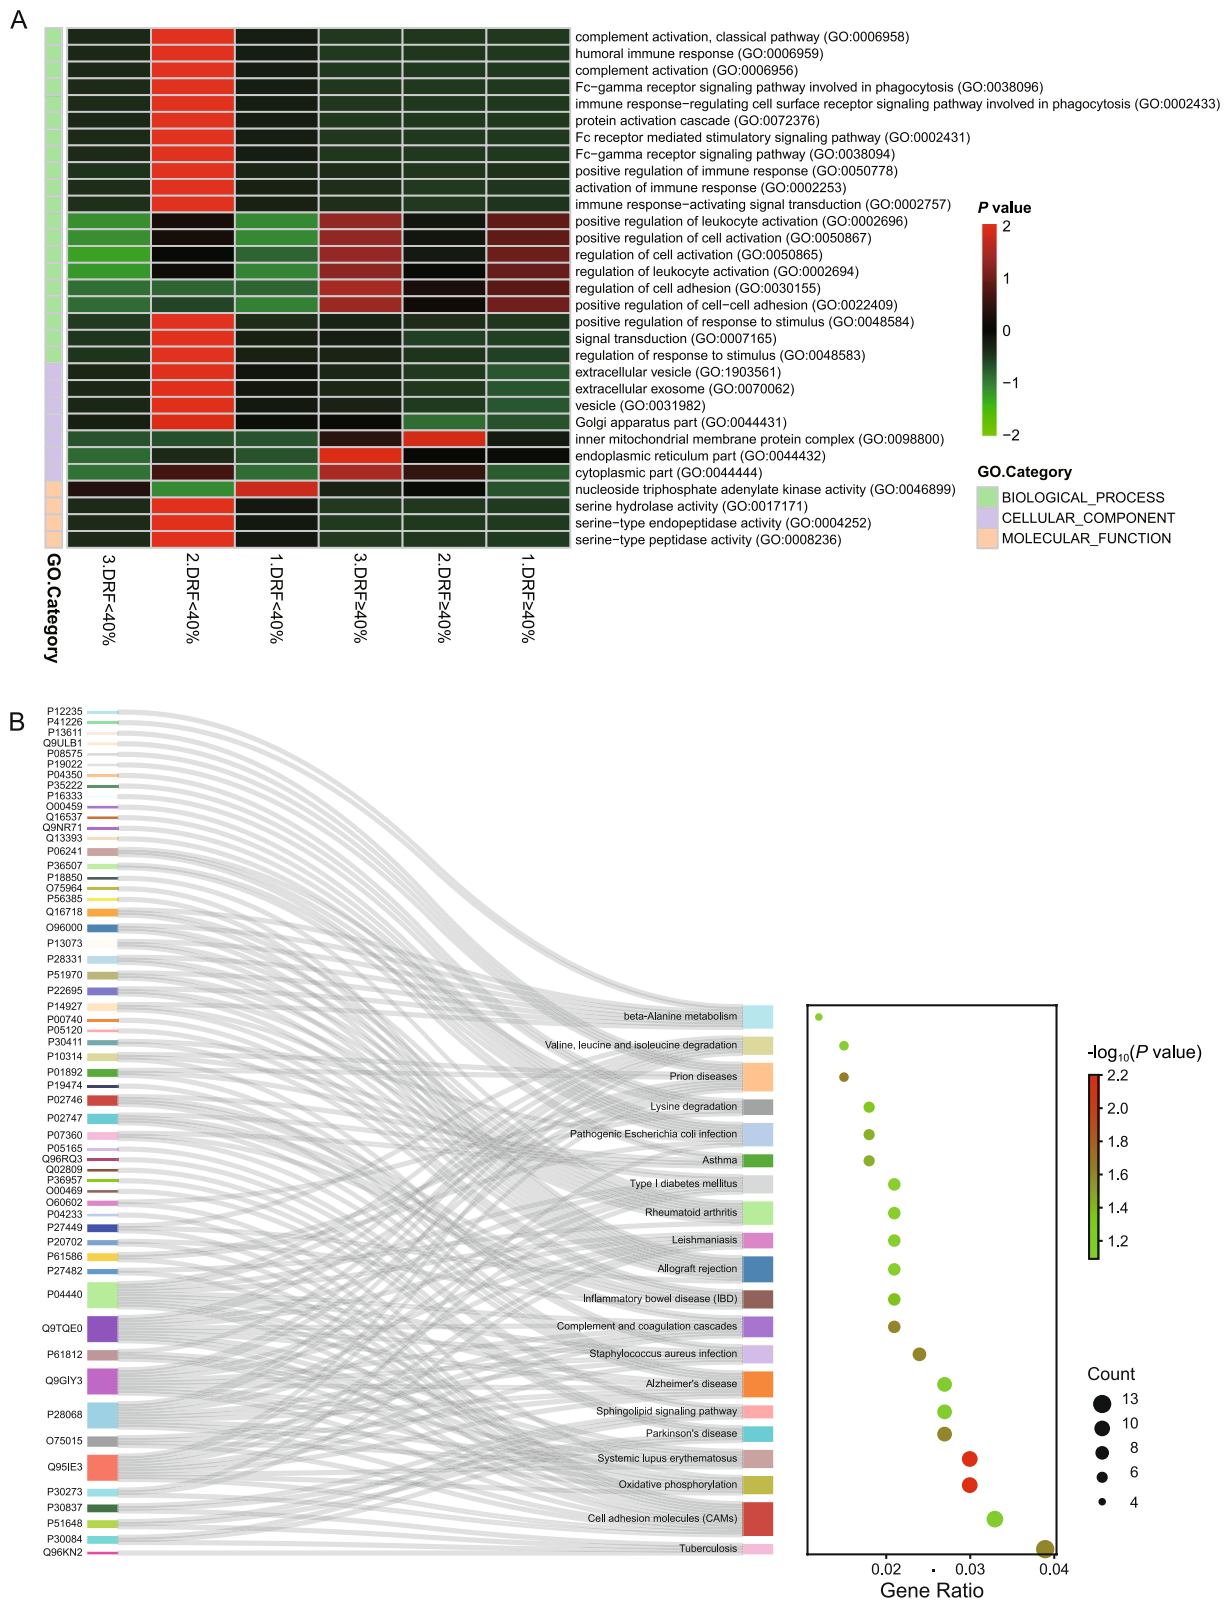 A
complement activation, classical pathway (GO:0006958)
humoral immune response (GO:0006959)
complement activation (GO:0006956)
Fc−gamma receptor signaling pathway involved in phagocytosis (GO:0038096)
immune response−regulating cell surface receptor signaling pathway involved in phagocytosis (GO:0002433)
protein activation cascade (GO:0072376)
Fc receptor mediated stimulatory signaling pathway (GO:0002431)
Fc−gamma receptor signaling pathway (GO:0038094)
positive regulation of immune response (GO:0050778)
activation of immune response (GO:0002253)
immune response−activating signal transduction (GO:0002757)
positive regulation of leukocyte activation (GO:0002696)
positive regulation of cell activation (GO:0050867)
regulation of cell activation (GO:0050865)
regulation of leukocyte activation (GO:0002694)
regulation of cell adhesion (GO:0030155)
positive regulation of cell−cell adhesion (GO:0022409)
positive regulation of response to stimulus (GO:0048584)
signal transduction (GO:0007165)
regulation of response to stimulus (GO:0048583)
extracellular vesicle (GO:1903561)
extracellular exosome (GO:0070062)
vesicle (GO:0031982)
Golgi apparatus part (GO:0044431)
inner mitochondrial membrane protein complex (GO:0098800)
endoplasmic reticulum part (GO:0044432)
cytoplasmic part (GO:0044444)
nucleoside triphosphate adenylate kinase activity (GO:0046899)
serine hydrolase activity (GO:0017171)
serine−type endopeptidase activity (GO:0004252)
serine−type peptidase activity (GO:0008236)
GO.Category
3.DRF<40%
2.DRF<40%
1.DRF<40%
3.DRF≥40%
2.DRF≥40%
1.DRF≥40%
P value
2
1
0
−1
−2
GO.Category
BIOLOGICAL_PROCESS
CELLULAR_COMPONENT
MOLECULAR_FUNCTION
B
P12235
P41226
P13611
Q9ULB1
P08575
P19022
P04350
P35222
P16333
O00459
Q16537
Q9NR71
Q13393
P06241
P36507
P18850
O75964
P56385
Q16718
O96000
P13073
P28331
P51970
P22695
P14927
P00740
P05120
P30411
P10314
P01892
P19474
P02746
P02747
P07360
P05165
Q96RQ3
Q02809
P36957
O00469
O60602
P04233
P27449
P20702
P61586
P27482
P04440
Q9TQE0
P61812
Q9GIY3
P28068
O75015
Q95IE3
P30273
P30837
P51648
P30084
Q96KN2
beta-Alanine metabolism
Valine, leucine and isoleucine degradation
Prion diseases
Lysine degradation
Pathogenic Escherichia coli infection
Asthma
Type I diabetes mellitus
Rheumatoid arthritis
Leishmaniasis
Allograft rejection
Inflammatory bowel disease (IBD)
Complement and coagulation cascades
Staphylococcus aureus infection
Alzheimer's disease
Sphingolipid signaling pathway
Parkinson's disease
Systemic lupus erythematosus
Oxidative phosphorylation
Cell adhesion molecules (CAMs)
Tuberculosis
0.02
0.03
0.04
Gene Ratio
-log10(P value)
2.2
2.0
1.8
1.6
1.4
1.2
Count
13
10
8
6
4